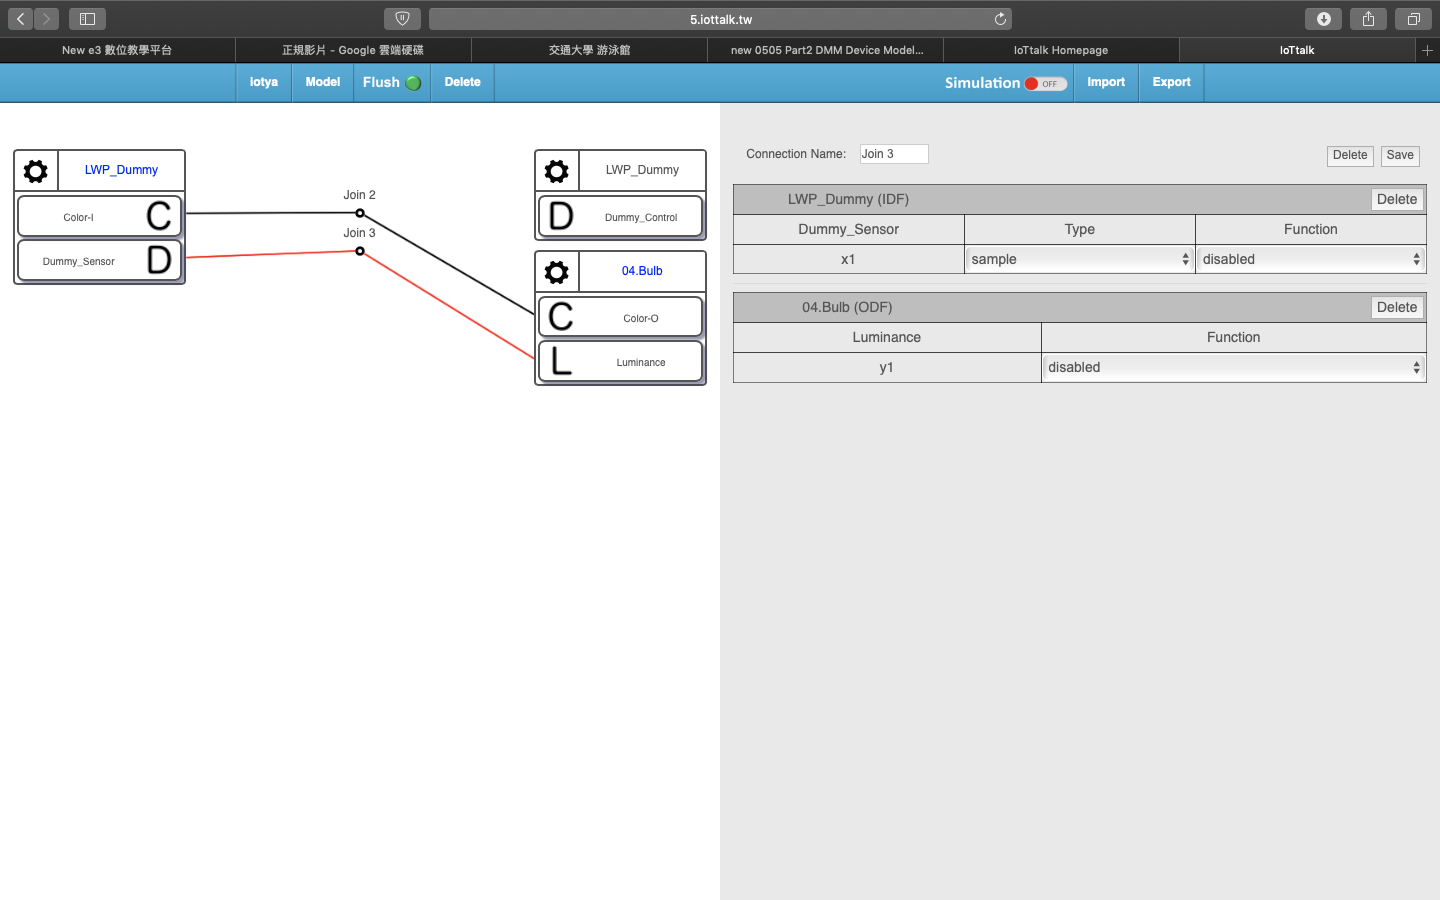 5.iottalk.tw
New e3 數位教學平台
正規影片 - Google 雲端硬碟
交通大學 游泳館
new 0505 Part2 DMM Device Model...
IoTtalk Homepage
IoTtalk
iotya
Model
Flush
Delete
Simulation
OFF
Import
Export
LWP_Dummy
Color-I
C
Dummy_Sensor
D
Join 2
Join 3
LWP_Dummy
D
Dummy_Control
04.Bulb
C
Color-O
L
Luminance
Connection Name:
Join 3
Delete
Save
LWP_Dummy (IDF)
Delete
Dummy_Sensor
Type
Function
x1
sample
disabled
04.Bulb (ODF)
Delete
Luminance
Function
y1
disabled